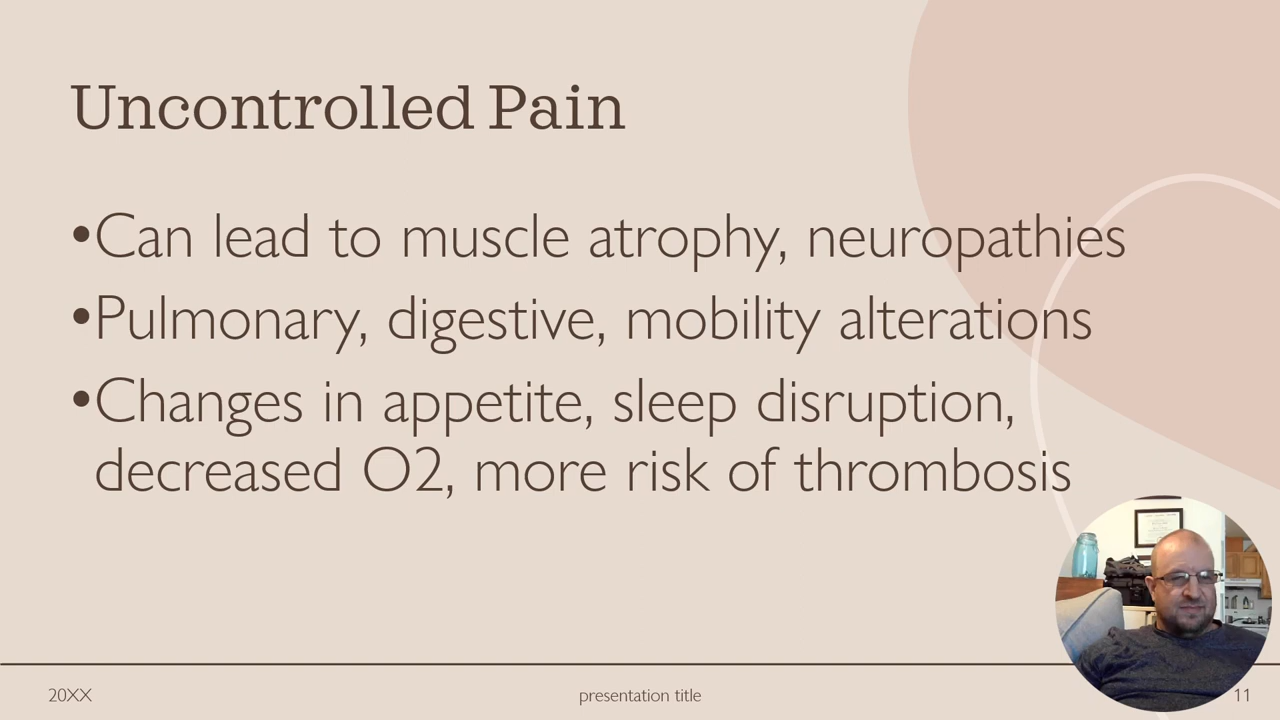 Uncontrolled Pain
•Can lead to muscle atrophy, neuropathies
•Pulmonary, digestive, mobility alterations
•Changes in appetite, sleep disruption,
decreased O2, more risk of thrombosis
20XX
presentation title
11